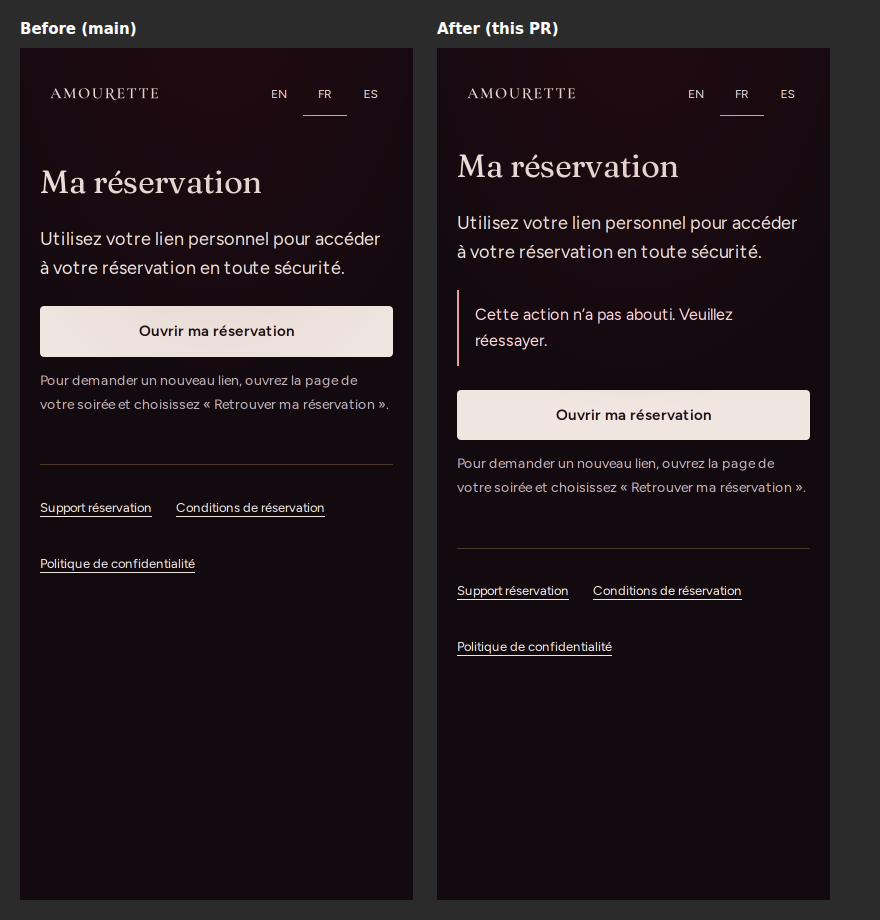 Before (main)
AMOURETTE EN FR ES
Ma réservation
Utilisez votre lien personnel pour accéder
à votre réservation en toute sécurité.
Ouvrir ma réservation
Pour demander un nouveau lien, ouvrez la page de
votre soirée et choisissez « Retrouver ma réservation ».
Support réservation Conditions de réservation
Politique de confidentialité
After (this PR)
AMOURETTE EN FR ES
Ma réservation
Utilisez votre lien personnel pour accéder
à votre réservation en toute sécurité.
Cette action n’a pas abouti. Veuillez
réessayer.
Ouvrir ma réservation
Pour demander un nouveau lien, ouvrez la page de
votre soirée et choisissez « Retrouver ma réservation ».
Support réservation Conditions de réservation
Politique de confidentialité